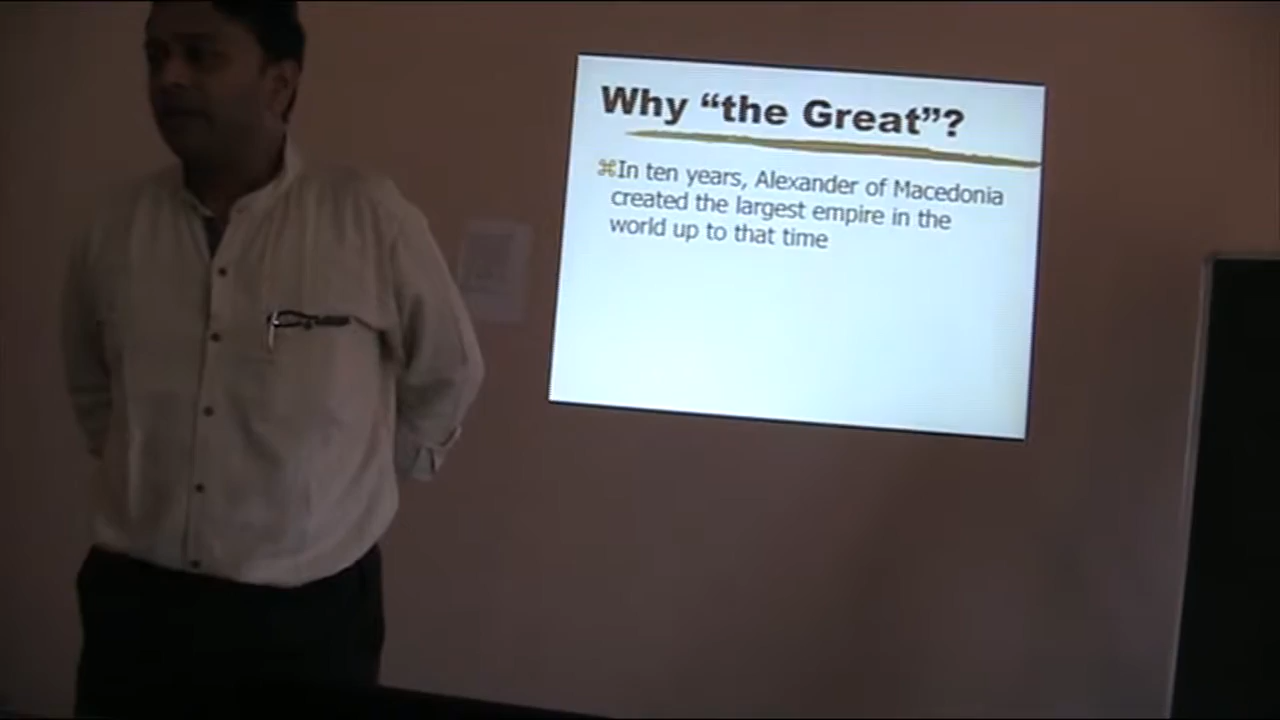 Why “the Great”?
⌘In ten years, Alexander of Macedonia
created the largest empire in the
world up to that time